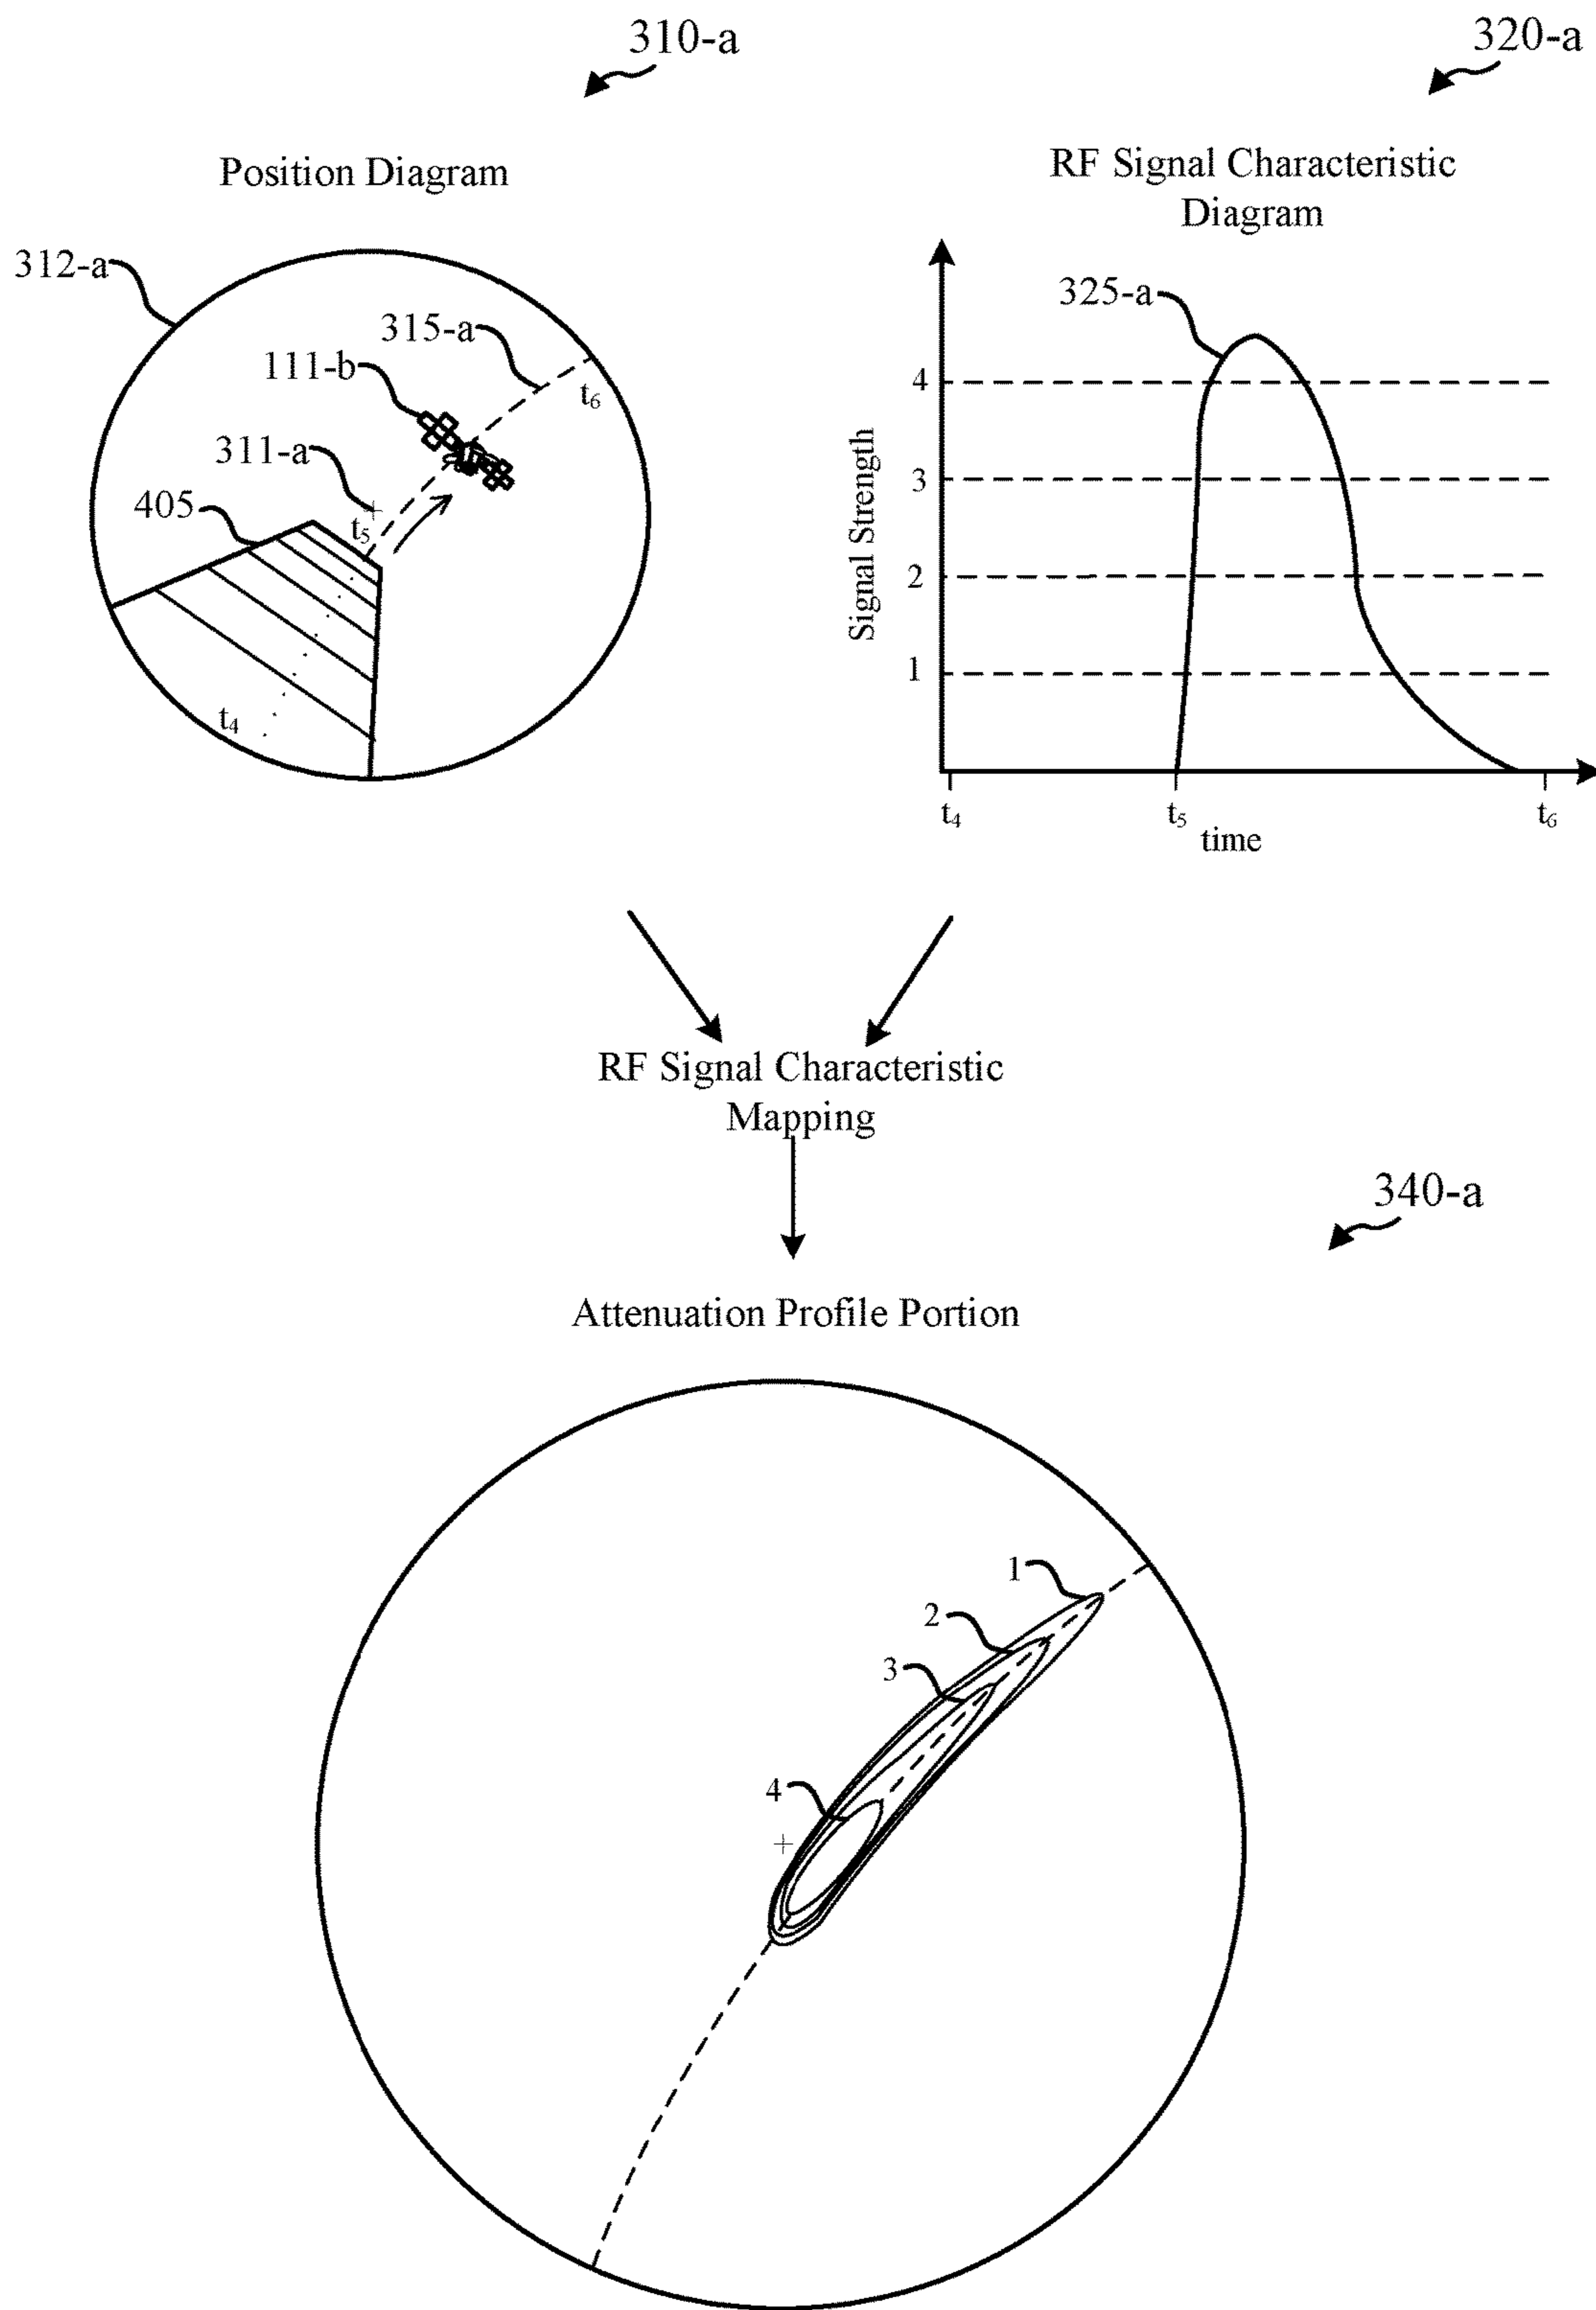 310-a
320-a
Position Diagram
RF Signal Characteristic
Diagram
312-a
315-a
111-b
311-a
405
t5
t6
t4
325-a
Signal Strength
4
3
2
1
t4
t5
t6
time
RF Signal Characteristic
Mapping
340-a
Attenuation Profile Portion
1
2
3
4